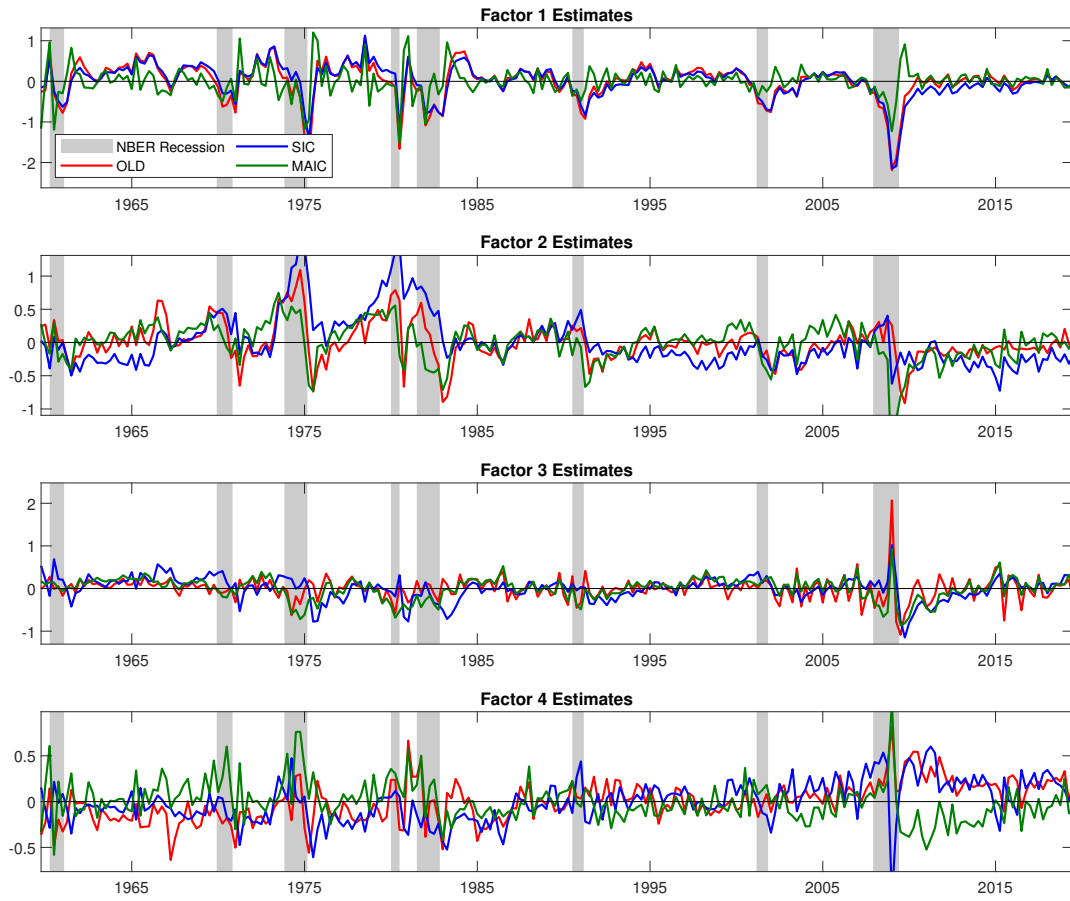 Factor 1 Estimates
1
0
-1
-2
NBER Recession
SIC
OLD
MAIC
1965 1975 1985 1995 2005 2015
Factor 2 Estimates
1
0.5
0
-0.5
-1
1965 1975 1985 1995 2005 2015
Factor 3 Estimates
2
1
0
-1
1965 1975 1985 1995 2005 2015
Factor 4 Estimates
0.5
0
-0.5
1965 1975 1985 1995 2005 2015